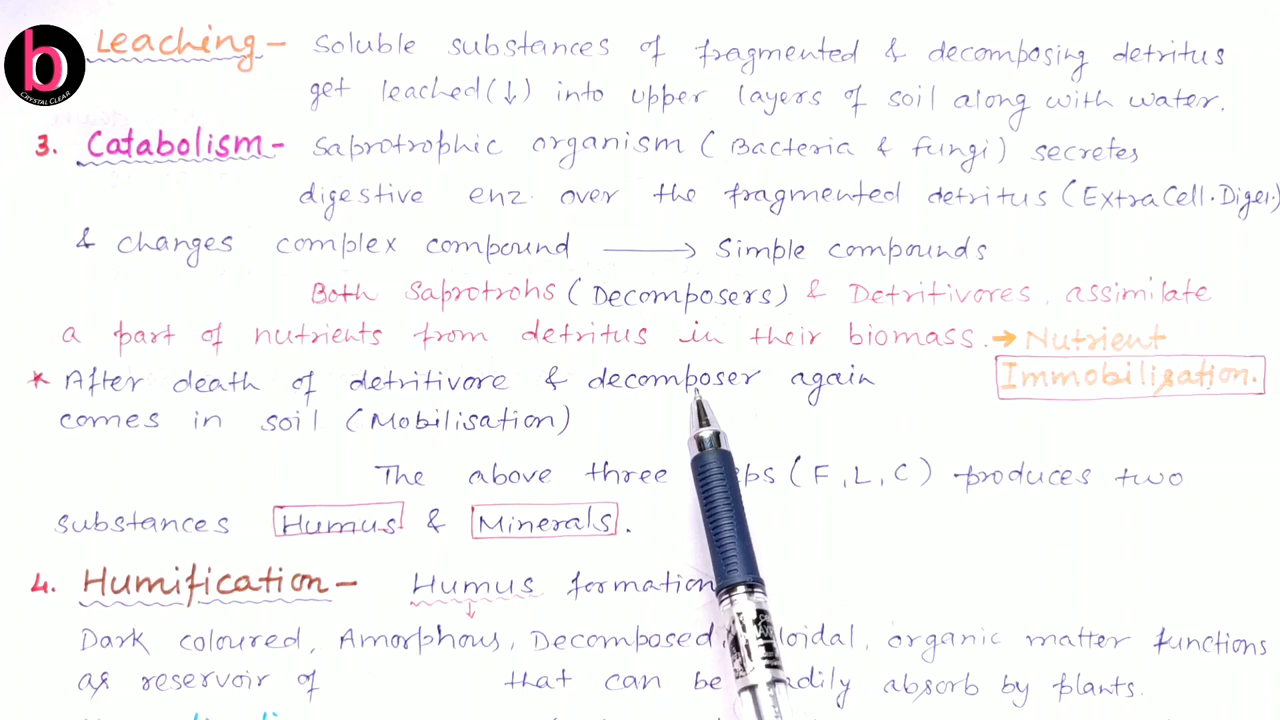 b
CRYSTAL CLEAR
Leaching - Soluble substances of fragmented & decomposing detritus
get leached (↓) into upper layers of soil along with water.
3. Catabolism - Saprotrophic organism (Bacteria & fungi) secretes
digestive enz. over the fragmented detritus (Extra Cell. Diges.)
& changes complex compound ⟶ Simple compounds
Both Saprotrohs (Decomposers) & Detritivores, assimilate
a part of nutrients from detritus in their biomass. → Nutrient
Immobilisation.
* After death of detritivore & decomposer again
comes in soil (Mobilisation)
The above three (F, L, C) produces two
substances Humus & Minerals.
4. Humification - Humus formation
↓
Dark coloured, Amorphous, Decomposed, organic matter functions
as reservoir of that can be absorb by plants.